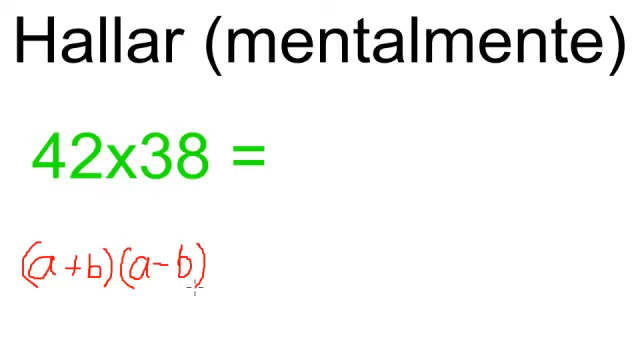 Hallar (mentalmente)
42x38 =
(a+b)(a-b)